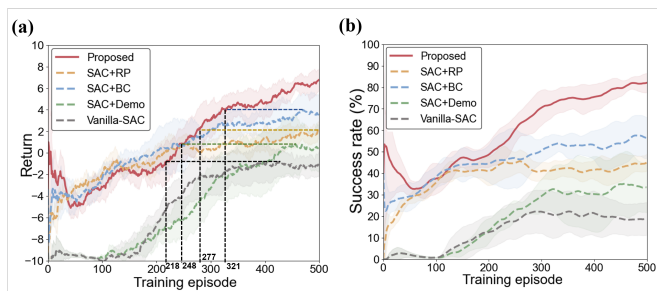 (a)
10
8
6
4
2
0
−2
−4
−6
−8
−10
Return
Proposed
SAC+RP
SAC+BC
SAC+Demo
Vanilla-SAC
218
248
277
321
0
100
200
300
400
500
Training episode
(b)
100
90
80
70
60
50
40
30
20
10
0
Success rate (%)
Proposed
SAC+RP
SAC+BC
SAC+Demo
Vanilla-SAC
0
100
200
300
400
500
Training episode